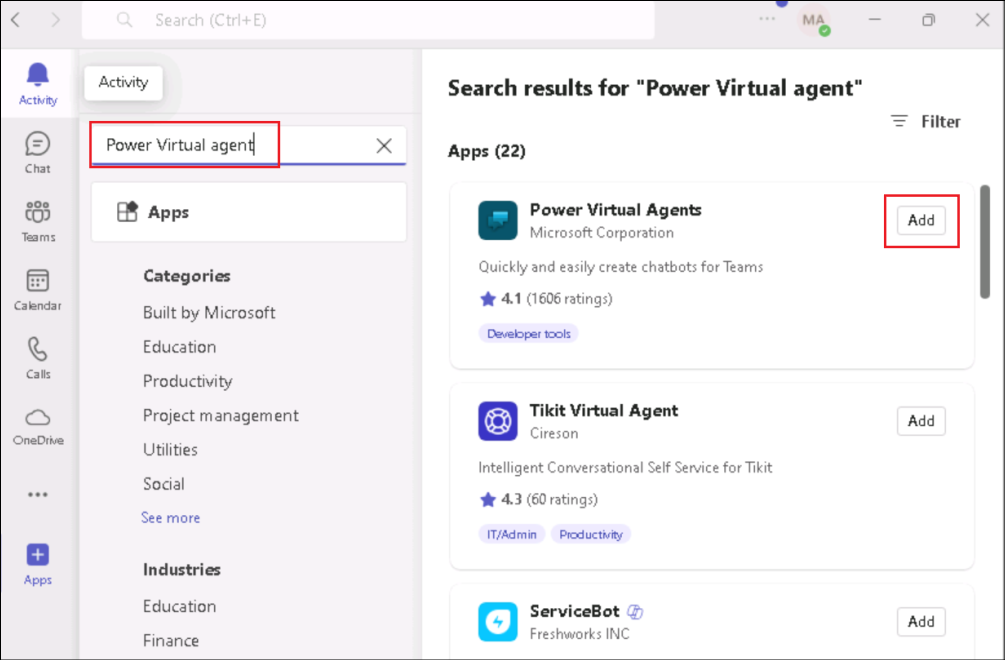 Search (Ctrl+E)
MA
Activity
Chat
Teams
Calendar
Calls
OneDrive
Apps
Activity
Power Virtual agent
Apps
Categories
Built by Microsoft
Education
Productivity
Project management
Utilities
Social
See more
Industries
Education
Finance
Search results for "Power Virtual agent"
Filter
Apps (22)
Power Virtual Agents
Add
Microsoft Corporation
Quickly and easily create chatbots for Teams
4.1 (1606 ratings)
Developer tools
Tikit Virtual Agent
Add
Cireson
Intelligent Conversational Self Service for Tikit
4.3 (60 ratings)
IT/Admin Productivity
ServiceBot
Add
Freshworks INC